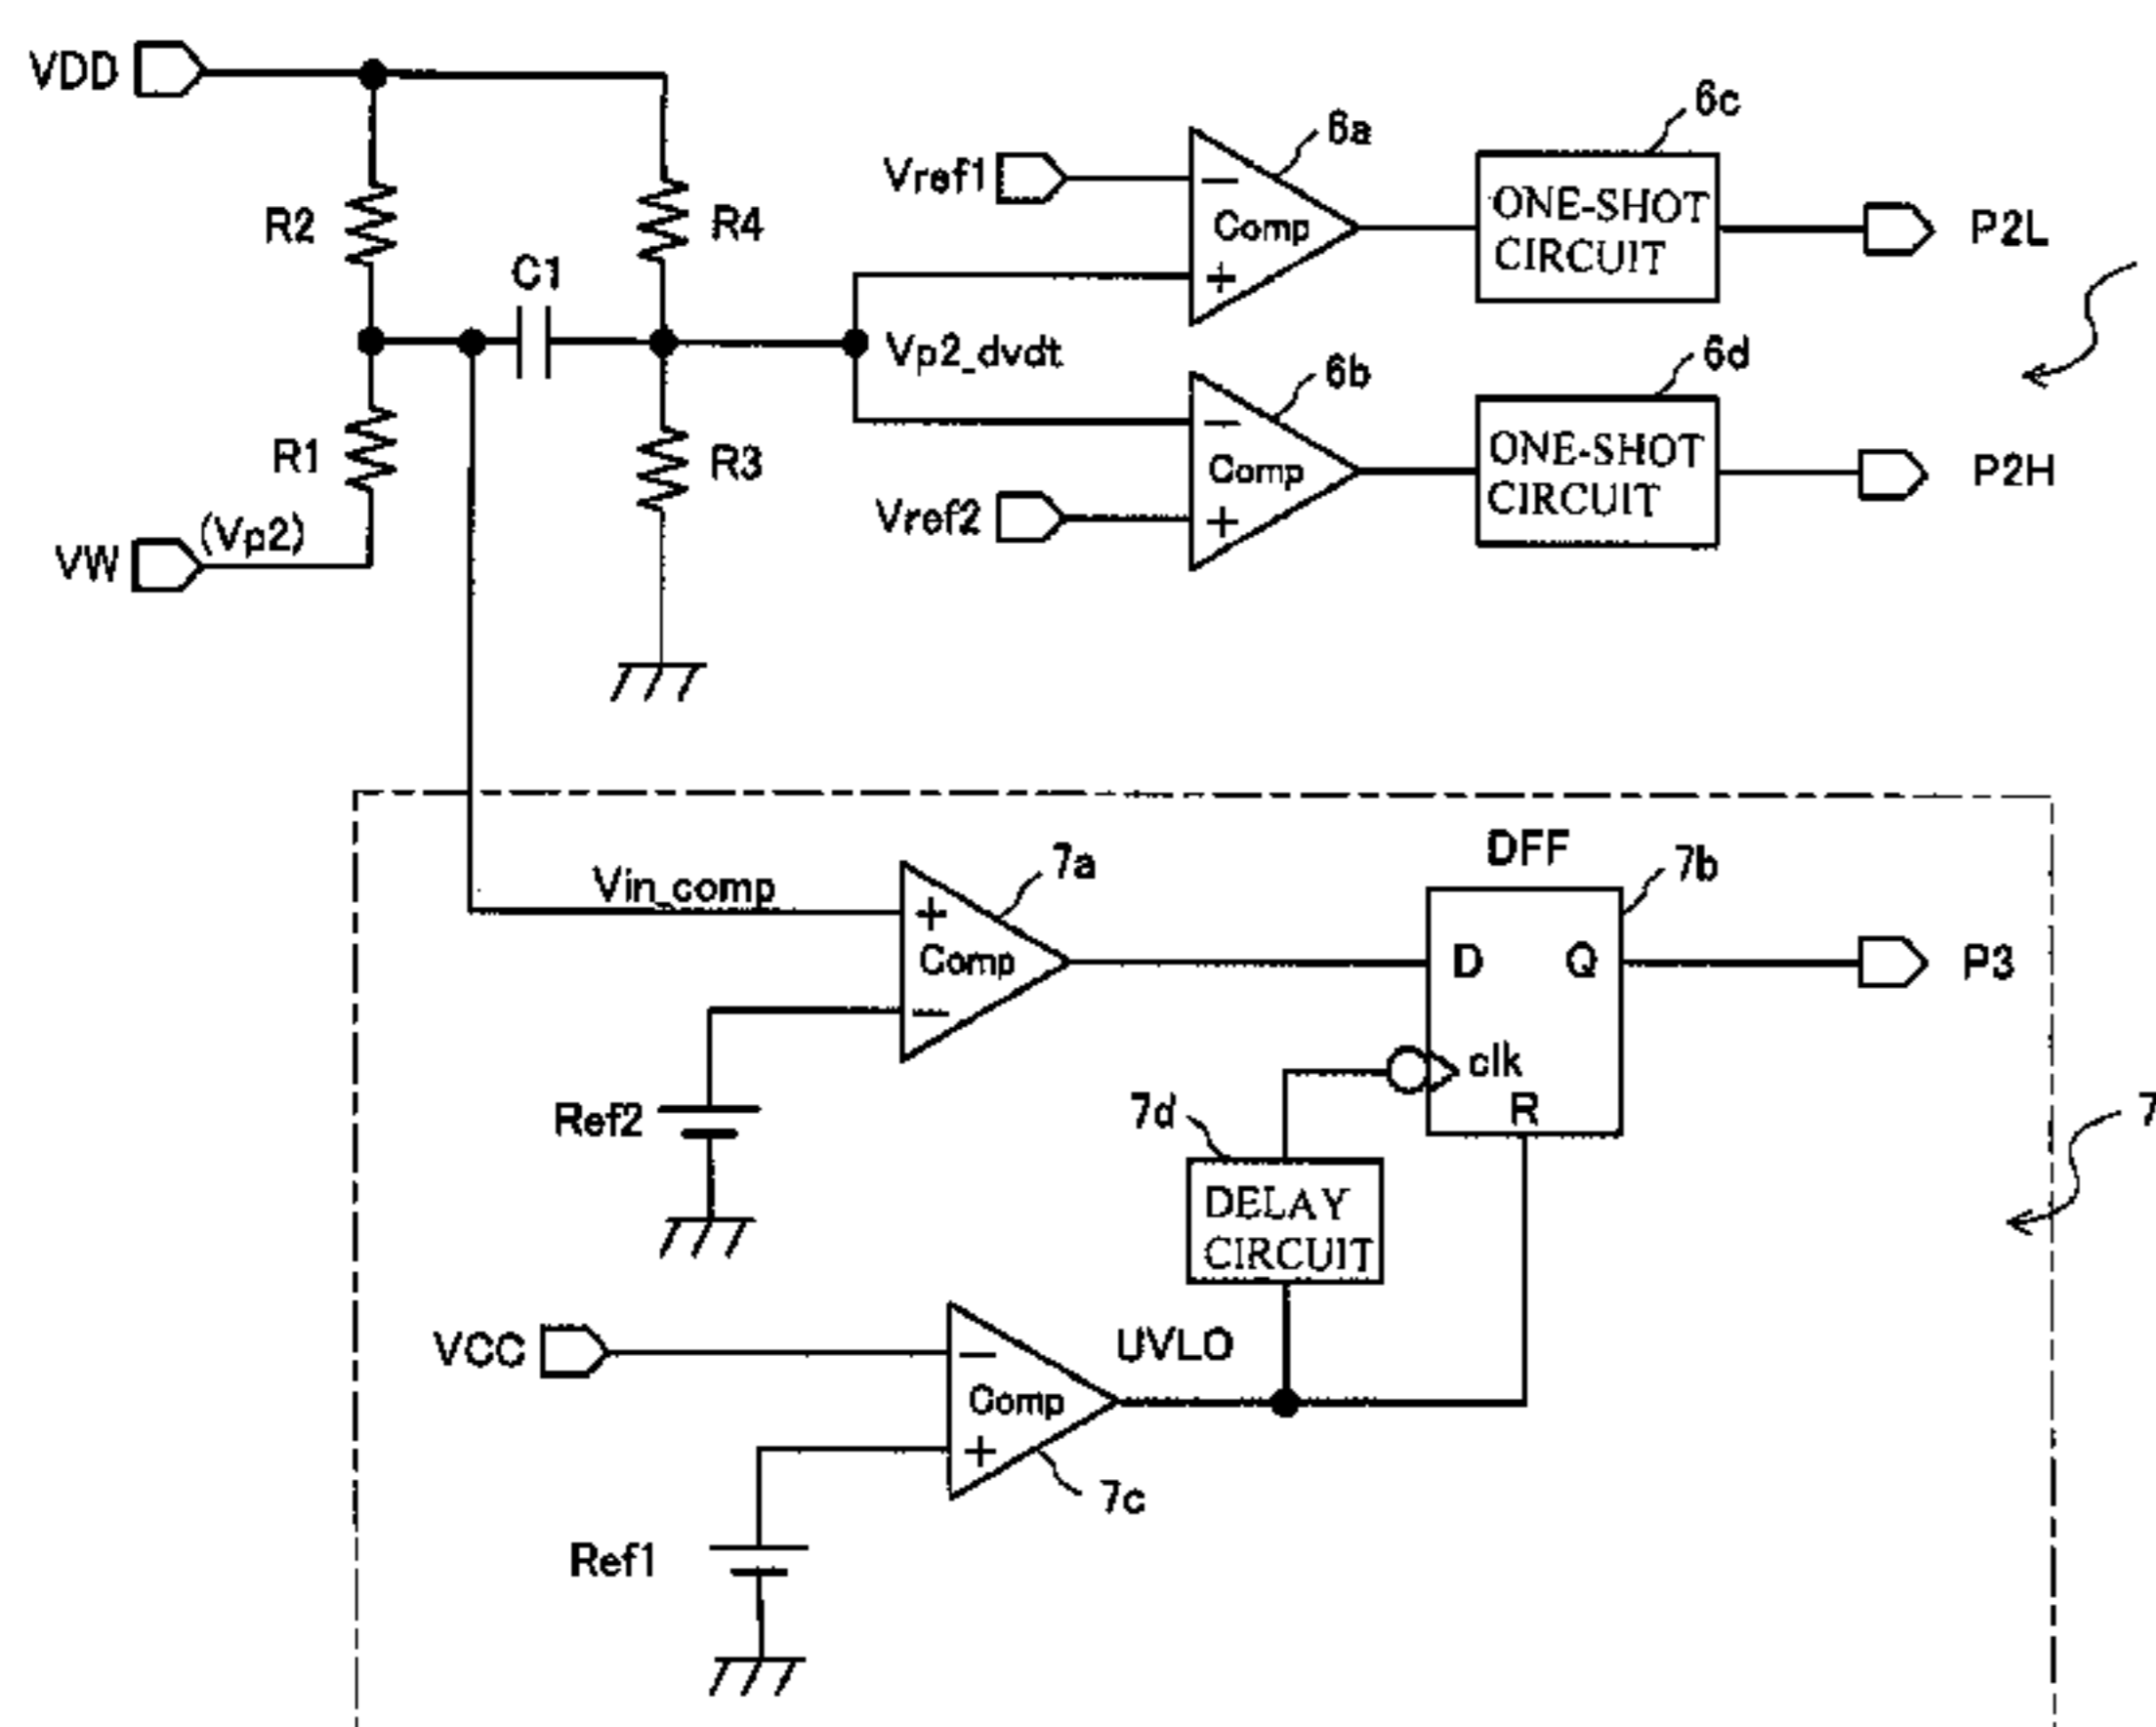 VDD
R2
R4
C1
R1
R3
VW
(Vp2)
Vref1
6a
−
Comp
+
6c
ONE-SHOT
CIRCUIT
P2L
Vp2_dvdt
6b
−
Comp
+
Vref2
6d
ONE-SHOT
CIRCUIT
P2H
Vin_comp
7a
+
Comp
−
Ref2
DFF
7b
D
Q
clk
R
P3
7d
DELAY
CIRCUIT
7
VCC
−
Comp
+
UVLO
7c
Ref1